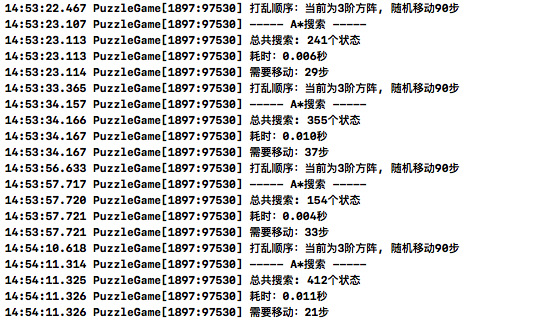 14:53:22.467 PuzzleGame[1897:97530] 打乱顺序：当前为3阶方阵, 随机移动90步
14:53:23.107 PuzzleGame[1897:97530] ————— A*搜索 —————
14:53:23.113 PuzzleGame[1897:97530] 总共搜索: 241个状态
14:53:23.113 PuzzleGame[1897:97530] 耗时：0.006秒
14:53:23.114 PuzzleGame[1897:97530] 需要移动：29步
14:53:33.365 PuzzleGame[1897:97530] 打乱顺序：当前为3阶方阵, 随机移动90步
14:53:34.157 PuzzleGame[1897:97530] ————— A*搜索 —————
14:53:34.166 PuzzleGame[1897:97530] 总共搜索: 355个状态
14:53:34.167 PuzzleGame[1897:97530] 耗时：0.010秒
14:53:34.167 PuzzleGame[1897:97530] 需要移动：37步
14:53:56.633 PuzzleGame[1897:97530] 打乱顺序：当前为3阶方阵, 随机移动90步
14:53:57.717 PuzzleGame[1897:97530] ————— A*搜索 —————
14:53:57.720 PuzzleGame[1897:97530] 总共搜索: 154个状态
14:53:57.721 PuzzleGame[1897:97530] 耗时：0.004秒
14:53:57.721 PuzzleGame[1897:97530] 需要移动：33步
14:54:10.618 PuzzleGame[1897:97530] 打乱顺序：当前为3阶方阵, 随机移动90步
14:54:11.314 PuzzleGame[1897:97530] ————— A*搜索 —————
14:54:11.325 PuzzleGame[1897:97530] 总共搜索: 412个状态
14:54:11.326 PuzzleGame[1897:97530] 耗时：0.011秒
14:54:11.326 PuzzleGame[1897:97530] 需要移动：21步